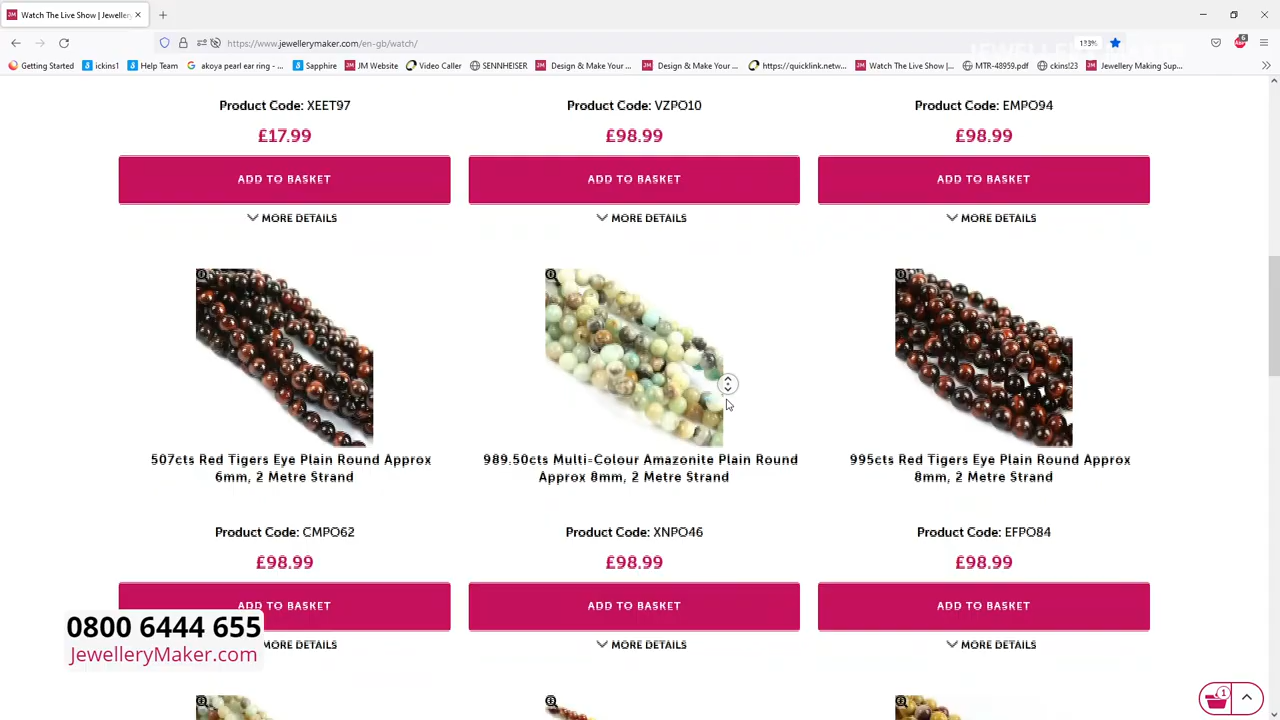 Watch The Live Show | Jewellery
https://www.jewellerymaker.com/en-gb/watch/
133%
Getting Started
ickins1
Help Team
akoya pearl ear ring - ...
Sapphire
JM Website
Video Caller
SENNHEISER
Design & Make Your ...
Design & Make Your ...
https://quicklink.netw...
Watch The Live Show |...
MTR-48959.pdf
ckins!23
Jewellery Making Sup...
Product Code: XEET97
Product Code: VZPO10
Product Code: EMPO94
£17.99
£98.99
£98.99
ADD TO BASKET
ADD TO BASKET
ADD TO BASKET
MORE DETAILS
MORE DETAILS
MORE DETAILS
507cts Red Tigers Eye Plain Round Approx
6mm, 2 Metre Strand
989.50cts Multi-Colour Amazonite Plain Round
Approx 8mm, 2 Metre Strand
995cts Red Tigers Eye Plain Round Approx
8mm, 2 Metre Strand
Product Code: CMPO62
Product Code: XNPO46
Product Code: EFPO84
£98.99
£98.99
£98.99
ADD TO BASKET
ADD TO BASKET
ADD TO BASKET
0800 6444 655
JewelleryMaker.com
MORE DETAILS
MORE DETAILS
MORE DETAILS
1